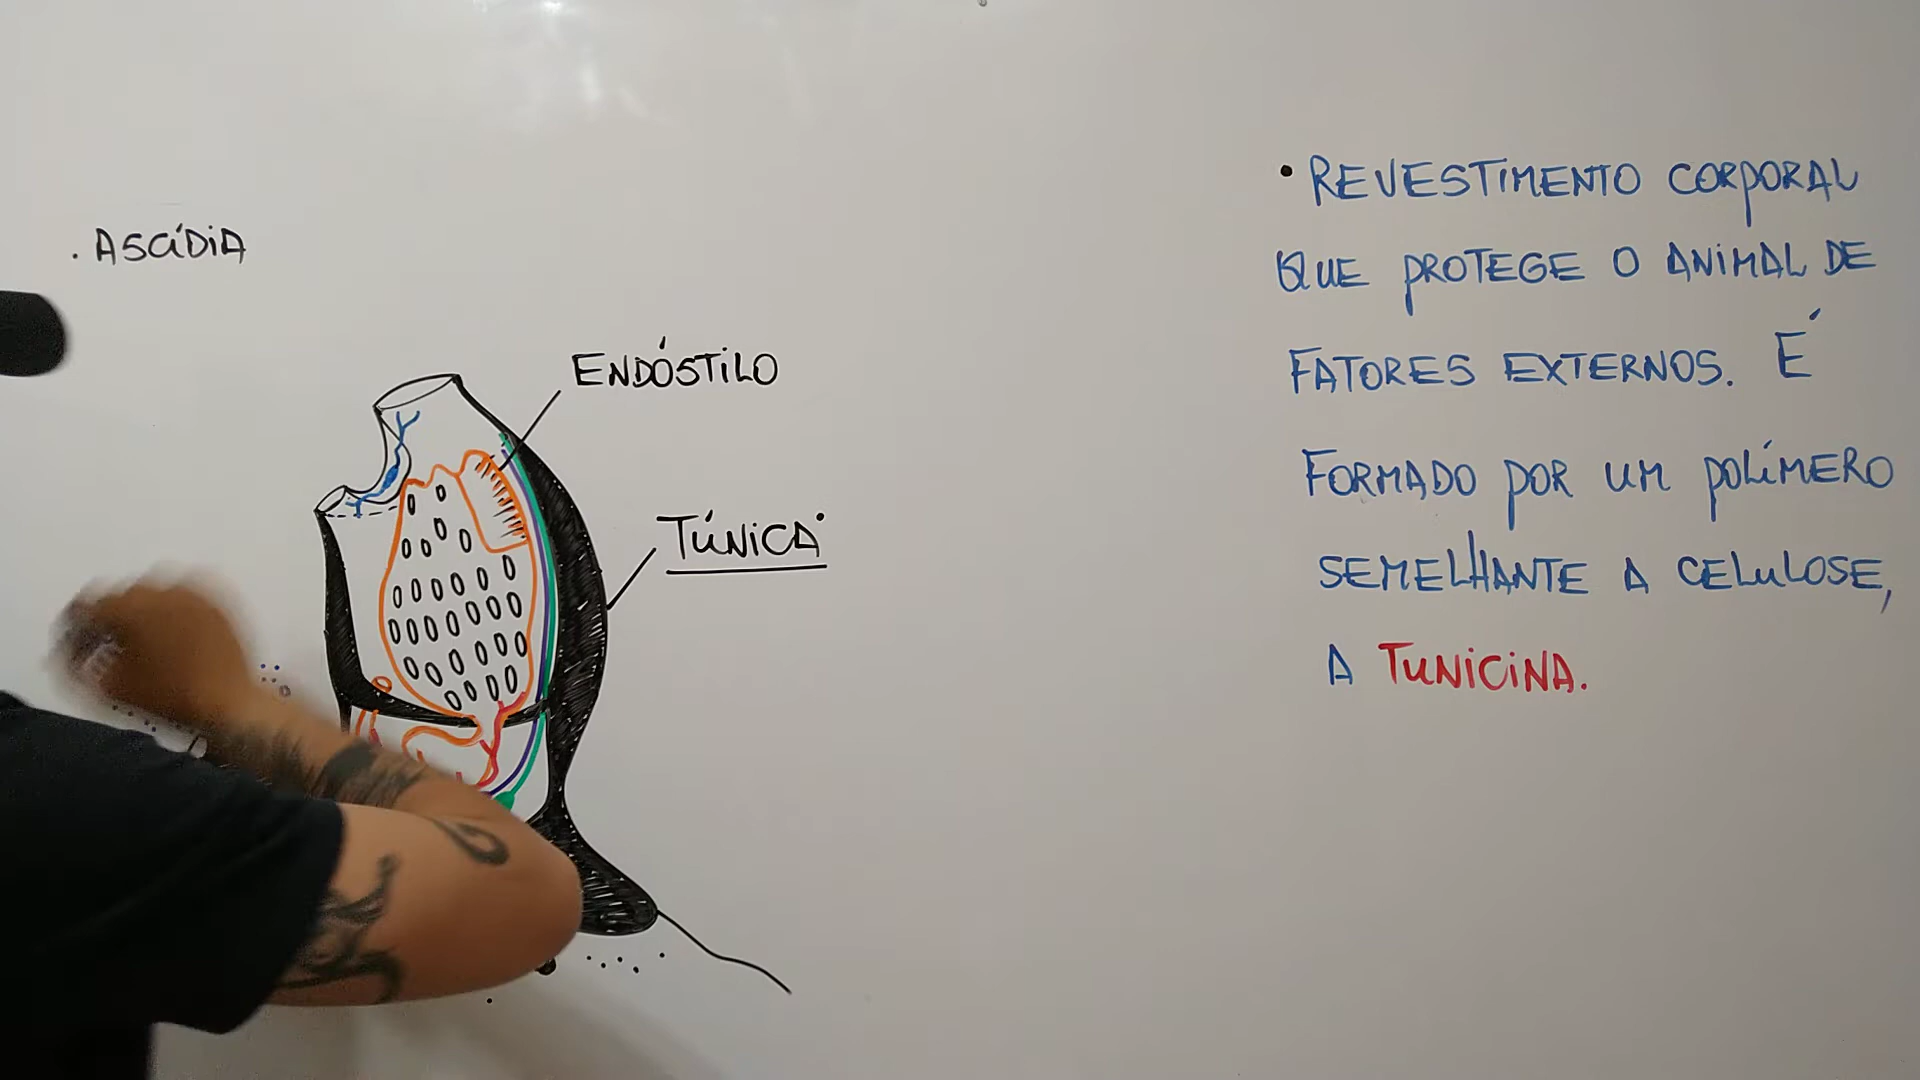 . ASCÍDIA
ENDÓSTILO
TÚNICA
• REVESTIMENTO CORPORAL
QUE PROTEGE O ANIMAL DE
FATORES EXTERNOS. É
FORMADO POR UM POLÍMERO
SEMELHANTE A CELULOSE,
A TUNICINA.